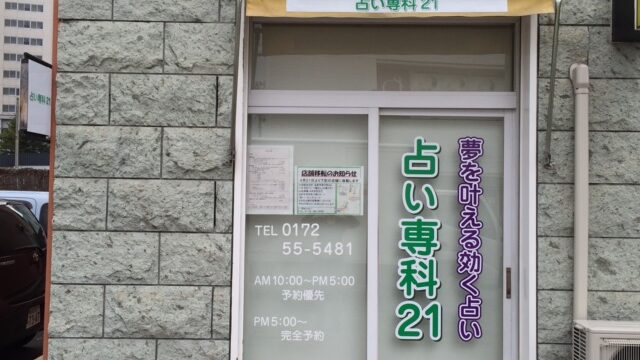 占い専科21
占い専科21
店舗移転のお知らせ
TEL 0172
55-5481
AM10:00~PM5:00
予約優先
PM5:00~
完全予約
夢を叶える効く占い
占い専科21